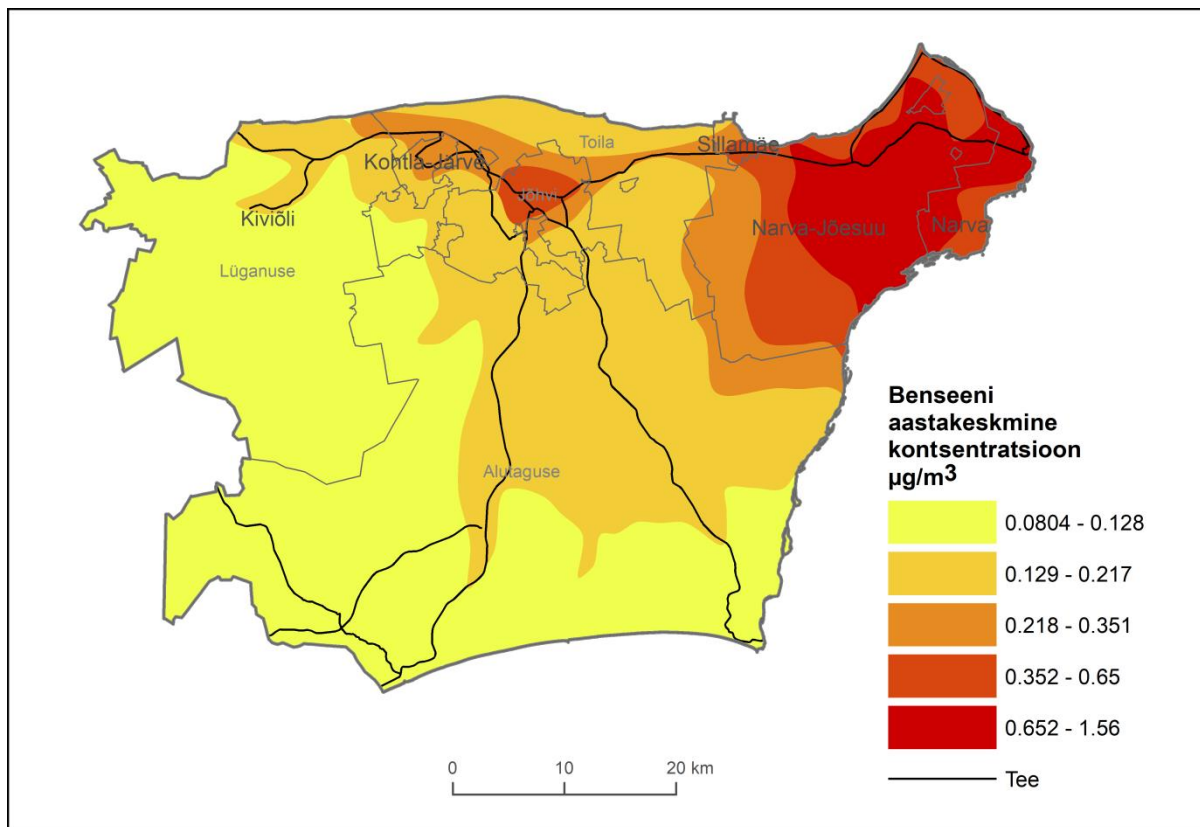 Toila
Sillamäe
Kohtla-Järve
Jõhvi
Kiviõli
Narva-Jõesuu
Narva
Lüganuse
Alutaguse
Benseeni
aastakeskmine
kontsentratsioon
µg/m3
0.0804 - 0.128
0.129 - 0.217
0.218 - 0.351
0.352 - 0.65
0.652 - 1.56
Tee
0 10 20 km